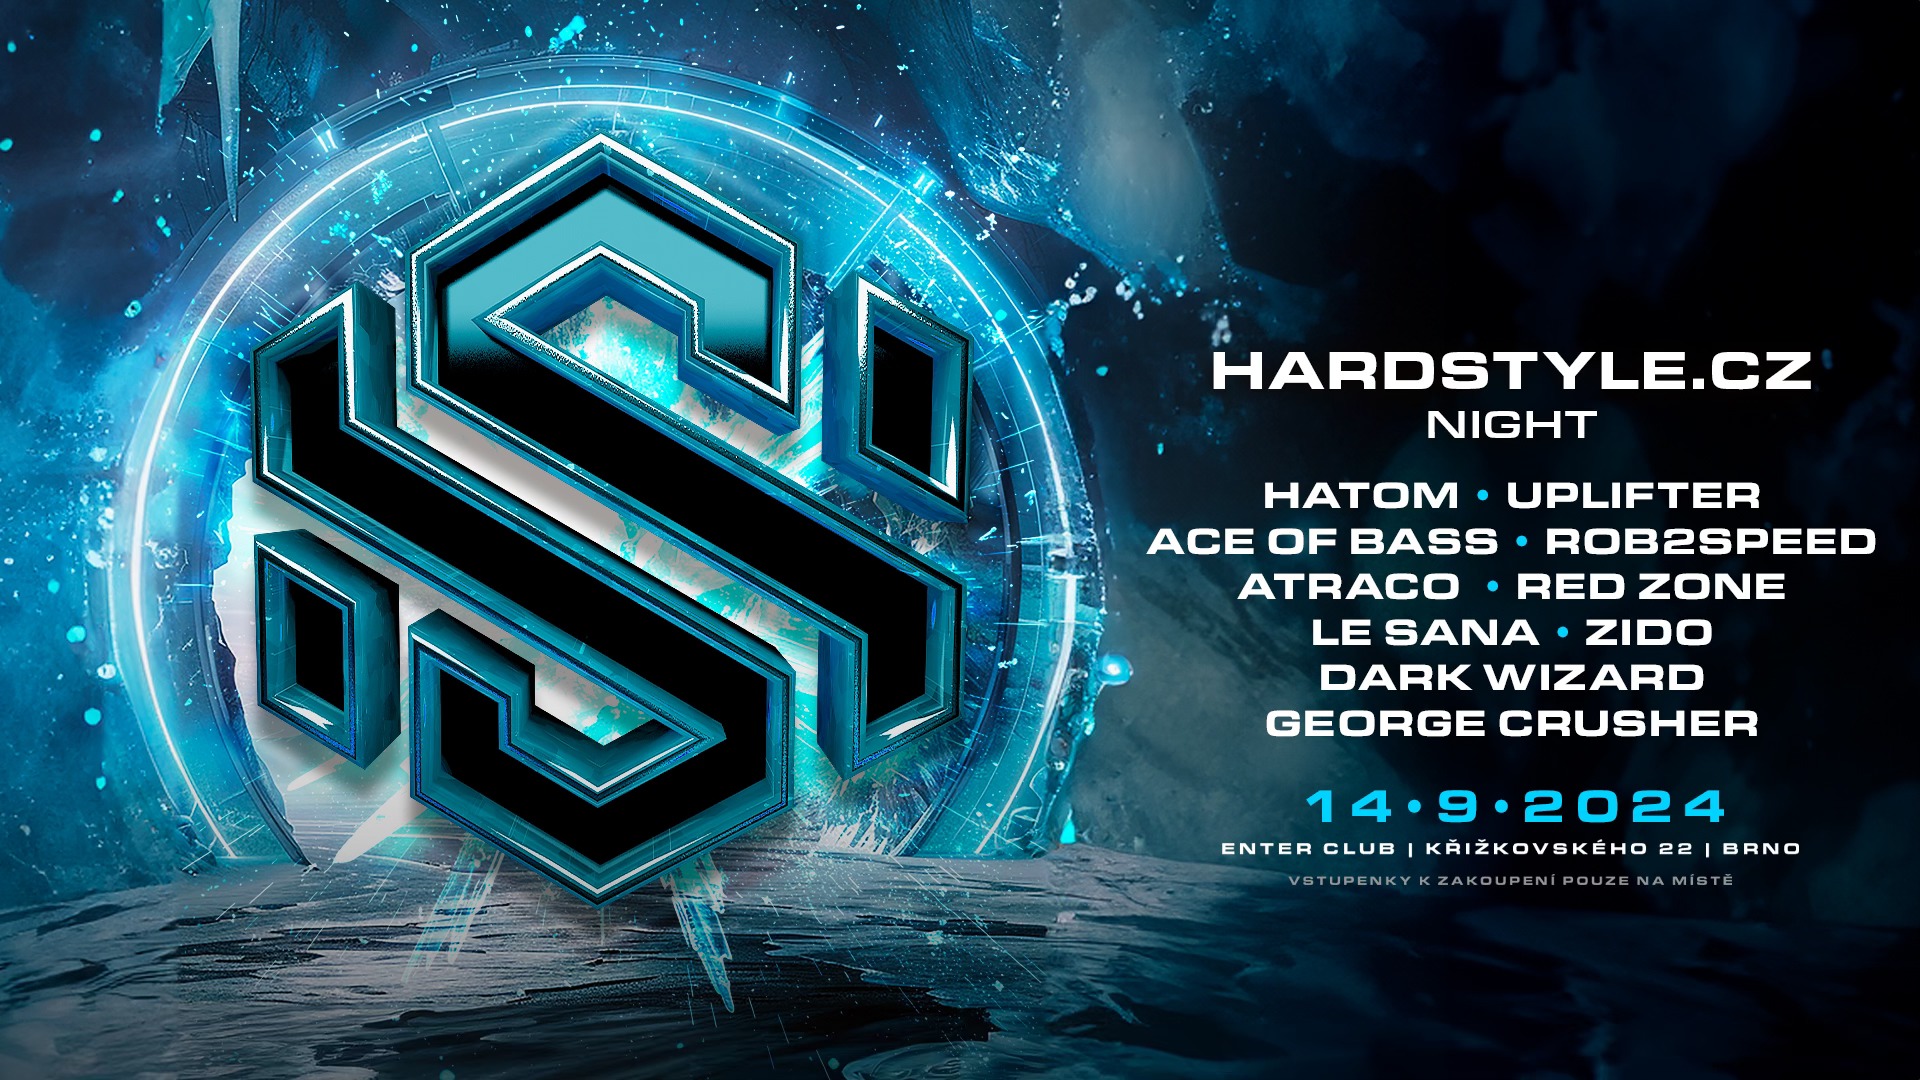 HARDSTYLE.CZ
NIGHT
HATOM • UPLIFTER
ACE OF BASS • ROB2SPEED
ATRACO • RED ZONE
LE SANA • ZIDO
DARK WIZARD
GEORGE CRUSHER
14•9•2024
ENTER CLUB | KŘIŽKOVSKÉHO 22 | BRNO
VSTUPENKY K ZAKOUPENÍ POUZE NA MÍSTĚ